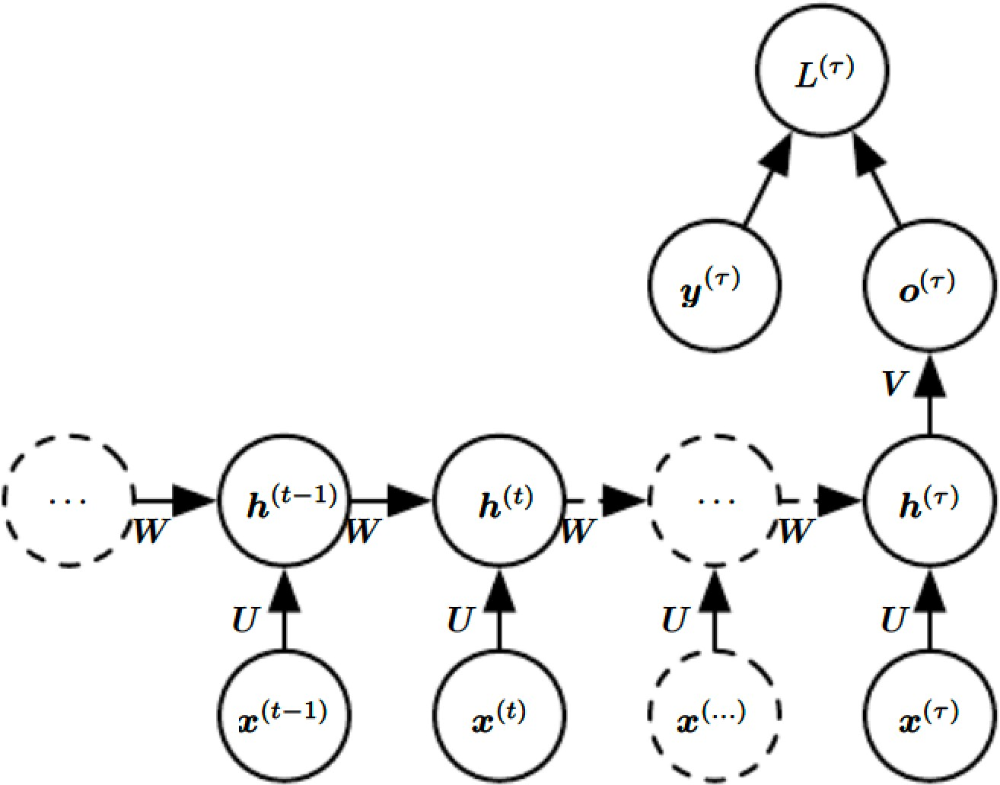 L^(τ)
y^(τ) o^(τ)
V
... h^(t−1) h^(t) ... h^(τ)
W W W W
U U U U
x^(t−1) x^(t) x^(...) x^(τ)